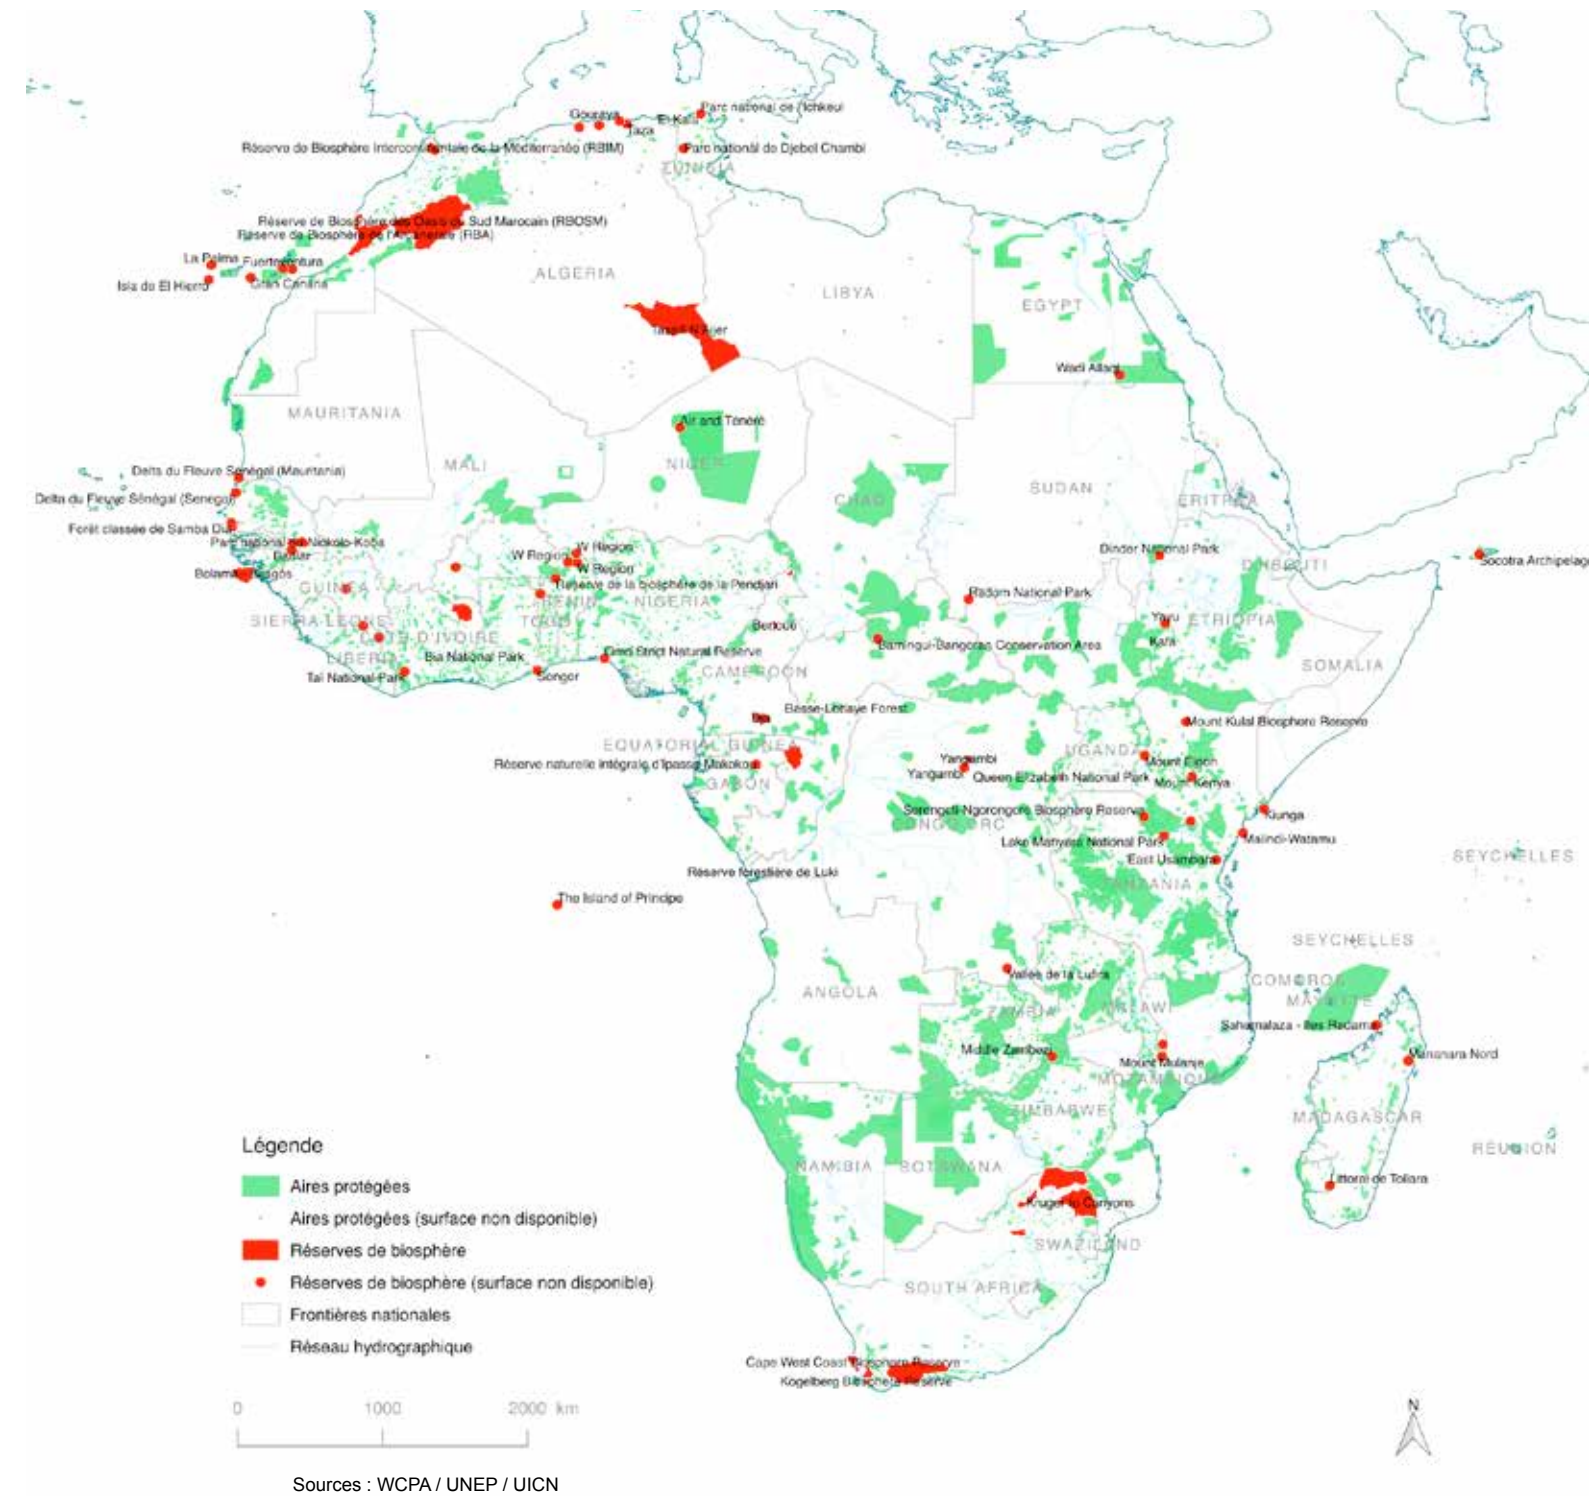 Parc national de l'Ichkeul
Gouraya
El Kala
Taza
Réserve de Biosphère Intercontinentale de la Méditerranée (RBIM)
Parc national de Djebel Chambi
TUNISIA
Réserve de Biosphère des Oasis du Sud Marocain (RBOSM)
Réserve de Biosphère de l'Arganeraie (RBA)
La Palma
Fuerteventura
Isla de El Hierro
Gran Canaria
ALGERIA
LIBYA
EGYPT
Tassili N'Ajjer
Wadi Allaqi
MAURITANIA
Aïr and Ténéré
MALI
NIGER
Delta du Fleuve Sénégal (Mauritania)
CHAD
SUDAN
ERITREA
Delta du Fleuve Sénégal (Senegal)
Forêt classée de Samba Dia
Parc national du Niokolo-Koba
Badiar
W Region
W Region
W Region
Dinder National Park
DJIBOUTI
Socotra Archipelago
Bolama Bijagós
GUINEA
Réserve de la biosphère de la Pendjari
BENIN
NIGERIA
Radom National Park
SIERRA LEONE
TOGO
Yayu
ETHIOPIA
CÔTE D'IVOIRE
Kafa
LIBERIA
Bia National Park
Omo Strict Natural Reserve
Bamingui-Bangoran Conservation Area
SOMALIA
Taï National Park
Songor
CAMEROON
Dja
Basse-Lobaye Forest
Mount Kulal Biosphere Reserve
EQUATORIAL GUINEA
UGANDA
Réserve naturelle intégrale d'Ipassa Makokou
Yangambi
Mount Elgon
Yangambi
Queen Elizabeth National Park
Mount Kenya
GABON
Serengeti-Ngorongoro Biosphere Reserve
Kiunga
CONGO DRC
Lake Manyara National Park
Malindi-Watamu
East Usambara
SEYCHELLES
Réserve forestière de Luki
TANZANIA
The Island of Principe
SEYCHELLES
Vallée de la Lufira
ANGOLA
COMOROS
MAYOTTE
ZAMBIA
MALAWI
Sahamalaza - Iles Radama
Middle Zambezi
Mount Mulanje
Mananara Nord
MOZAMBIQUE
ZIMBABWE
MADAGASCAR
RÉUNION
NAMIBIA
BOTSWANA
Littoral de Toliara
Kruger to Canyons
SWAZILAND
SOUTH AFRICA
Cape West Coast Biosphere Reserve
Kogelberg Biosphere Reserve
Légende
Aires protégées
Aires protégées (surface non disponible)
Réserves de biosphère
Réserves de biosphère (surface non disponible)
Frontières nationales
Réseau hydrographique
0 1000 2000 km
N
Sources : WCPA / UNEP / UICN